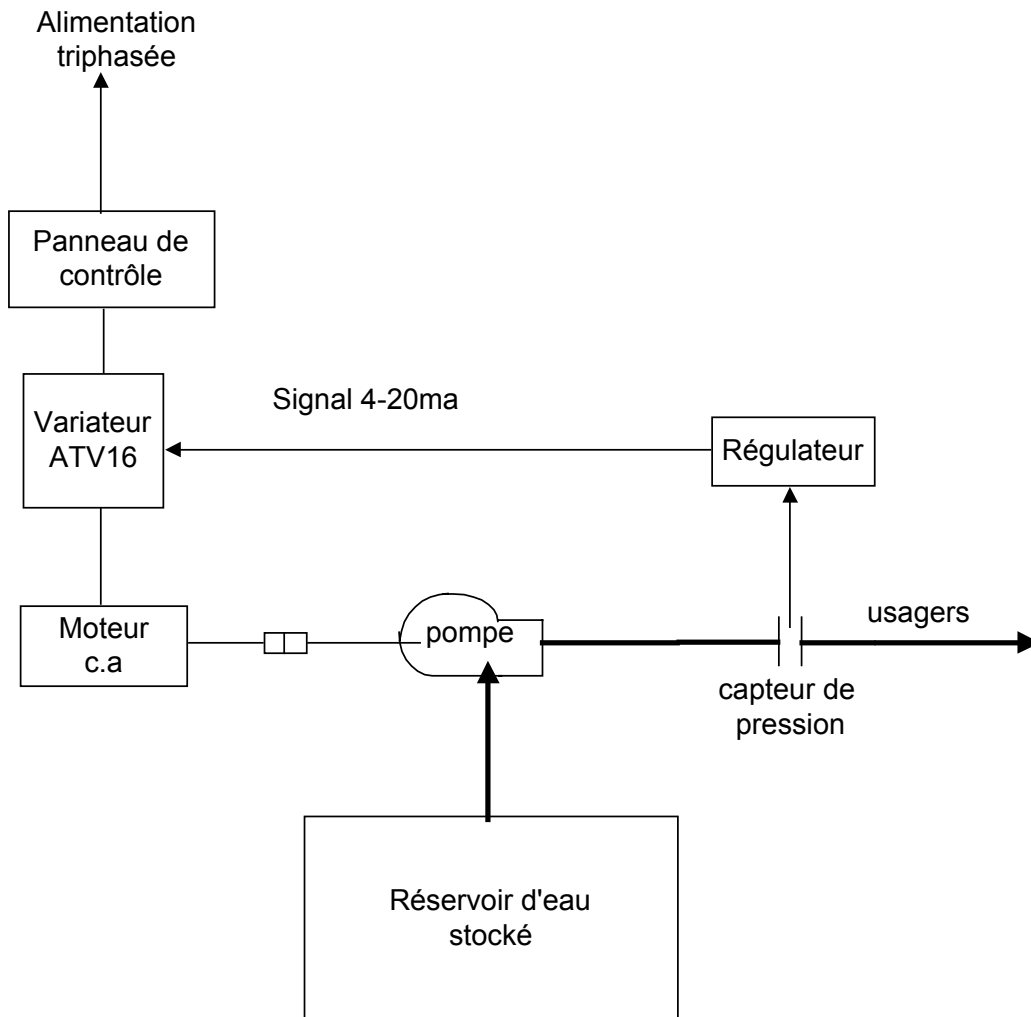 Alimentation
triphasée
Panneau de
contrôle
Variateur
ATV16
Signal 4-20ma
Régulateur
Moteur
c.a
pompe
usagers
capteur de
pression
Réservoir d'eau
stocké